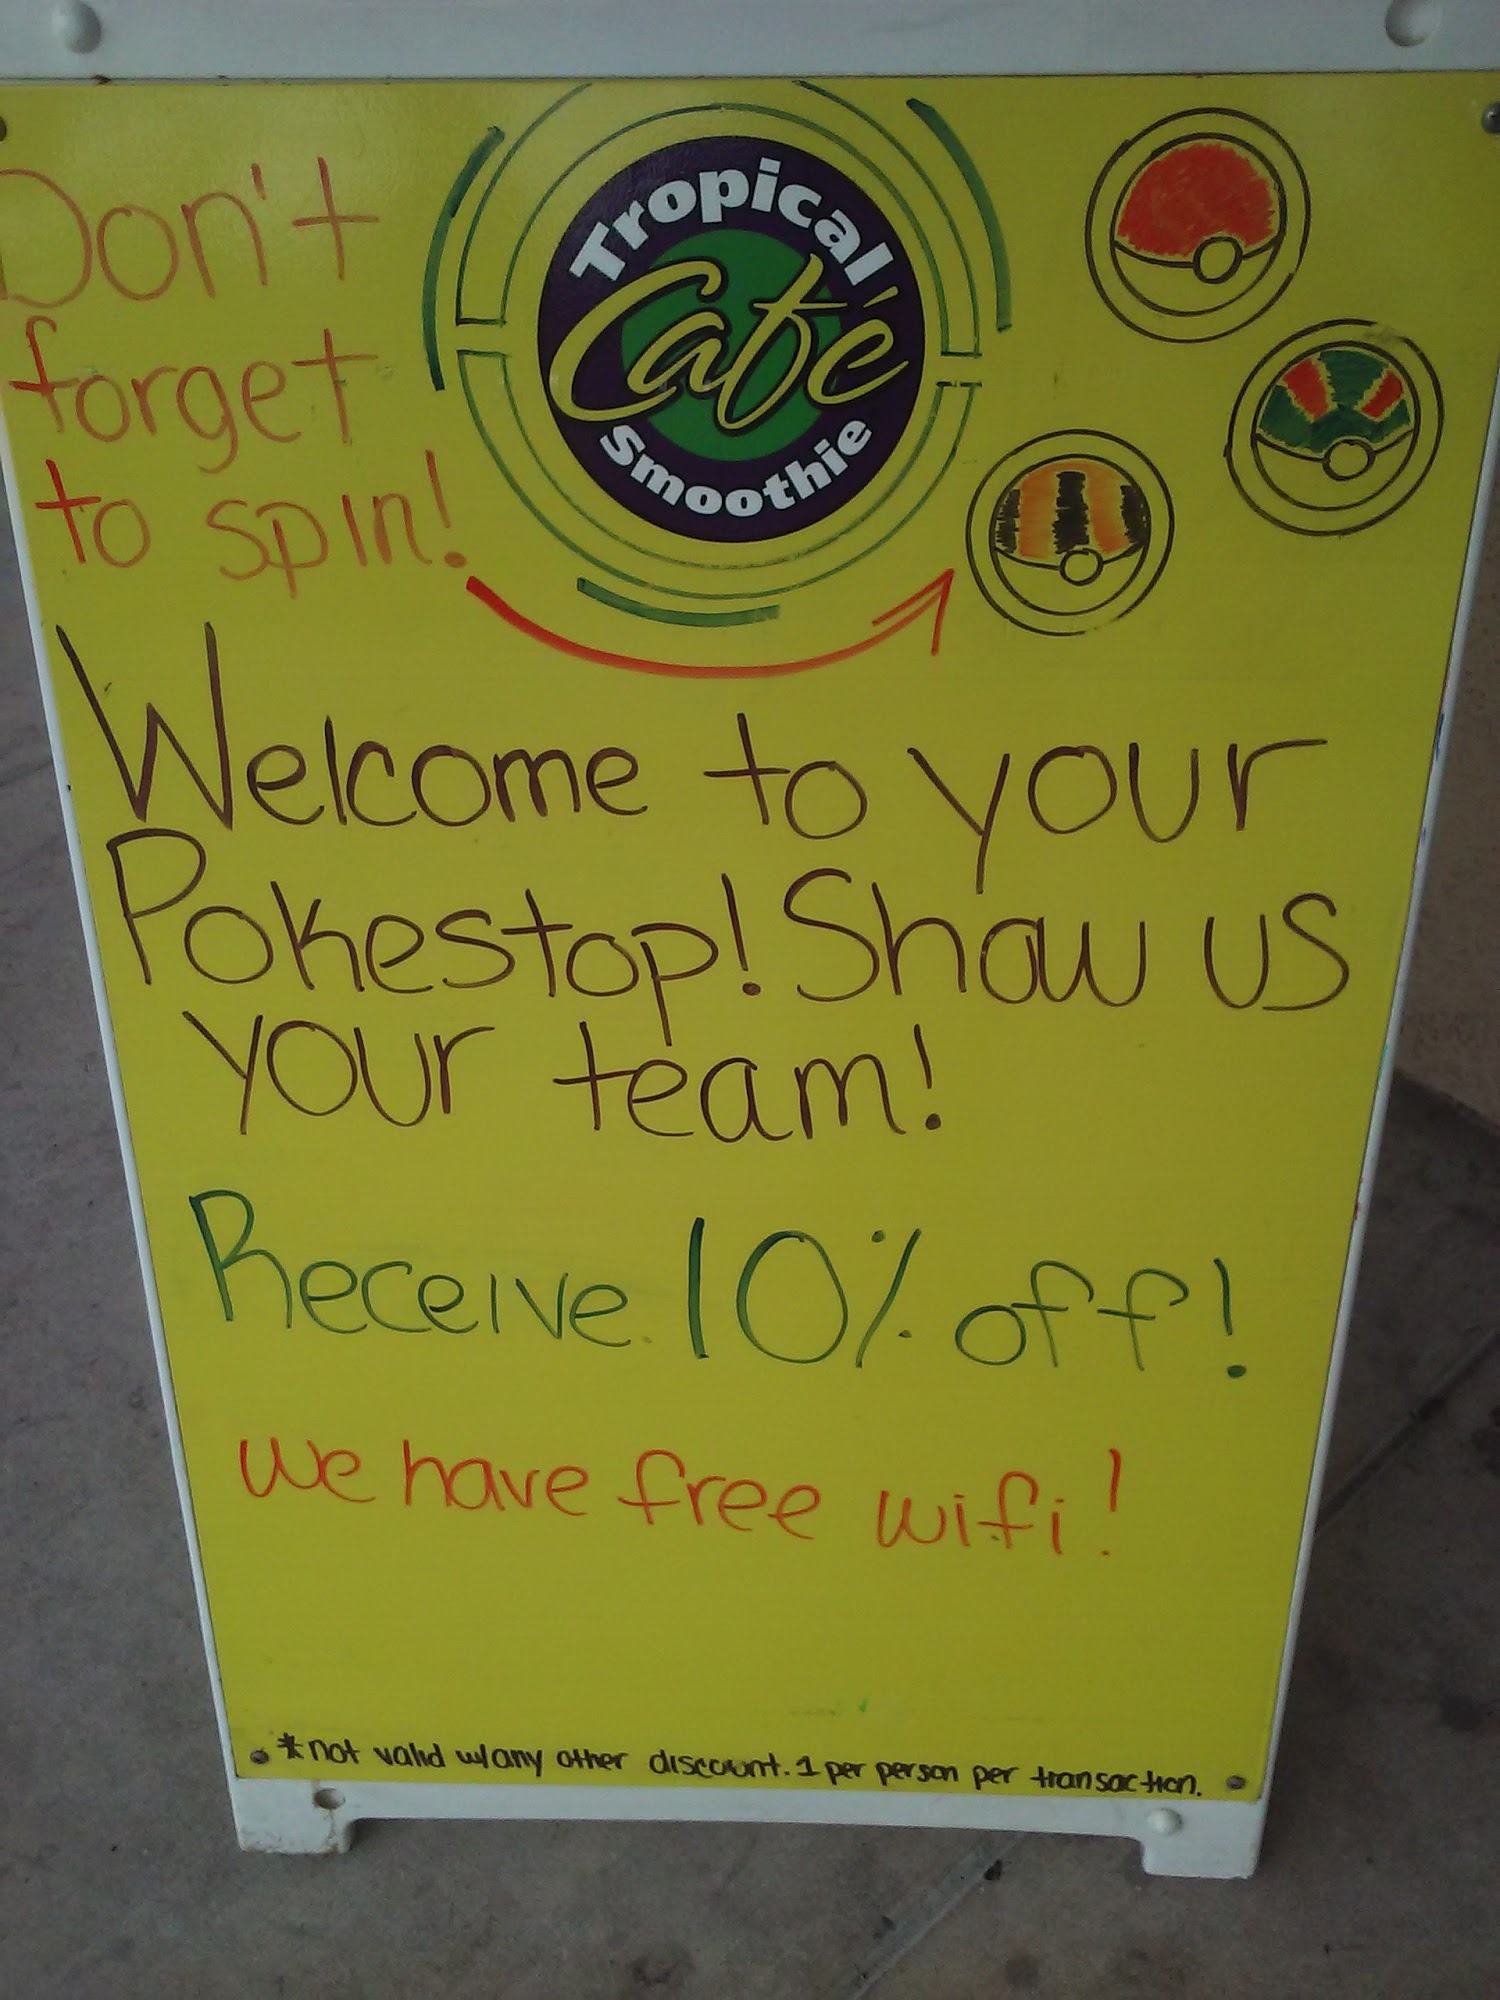 Don't
forget
to spin!
Tropical
Café
Smoothie
Welcome to your
Pokestop! Show us
your team!
Receive 10% off!
We have free wifi!
*not valid w/any other discount. 1 per person per transaction.